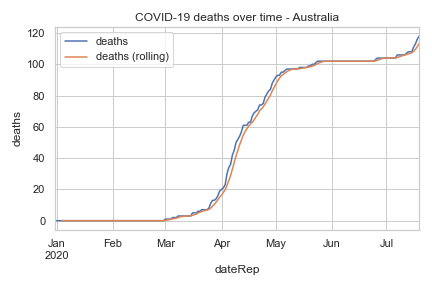 COVID-19 deaths over time - Australia
deaths
deaths (rolling)
deaths
120
100
80
60
40
20
0
Jan Feb Mar Apr May Jun Jul
2020
dateRep